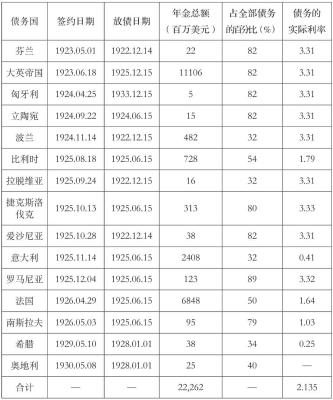 债务国 签约日期 放债日期 年金总额（百万美元） 占全部债务的百分比（%） 债务的实际利率
芬兰 1923.05.01 1922.12.14 22 82 3.31
大英帝国 1923.06.18 1925.12.15 11106 82 3.31
匈牙利 1924.04.25 1933.12.15 5 82 3.31
立陶宛 1924.09.22 1924.06.15 15 82 3.31
波兰 1924.11.14 1922.12.15 482 32 3.31
比利时 1925.08.18 1925.06.15 728 54 1.79
拉脱维亚 1925.09.24 1922.12.15 16 32 3.31
捷克斯洛伐克 1925.10.13 1925.06.15 313 80 3.33
爱沙尼亚 1925.10.28 1922.12.14 38 82 3.31
意大利 1925.11.14 1925.06.15 2408 32 0.41
罗马尼亚 1925.12.04 1925.06.15 123 89 3.32
法国 1926.04.29 1925.06.15 6848 50 1.64
南斯拉夫 1926.05.03 1925.06.15 95 79 1.03
希腊 1929.05.10 1928.01.01 38 34 0.25
奥地利 1930.05.08 1928.01.01 25 40 —
合计 — — 22,262 — 2.135